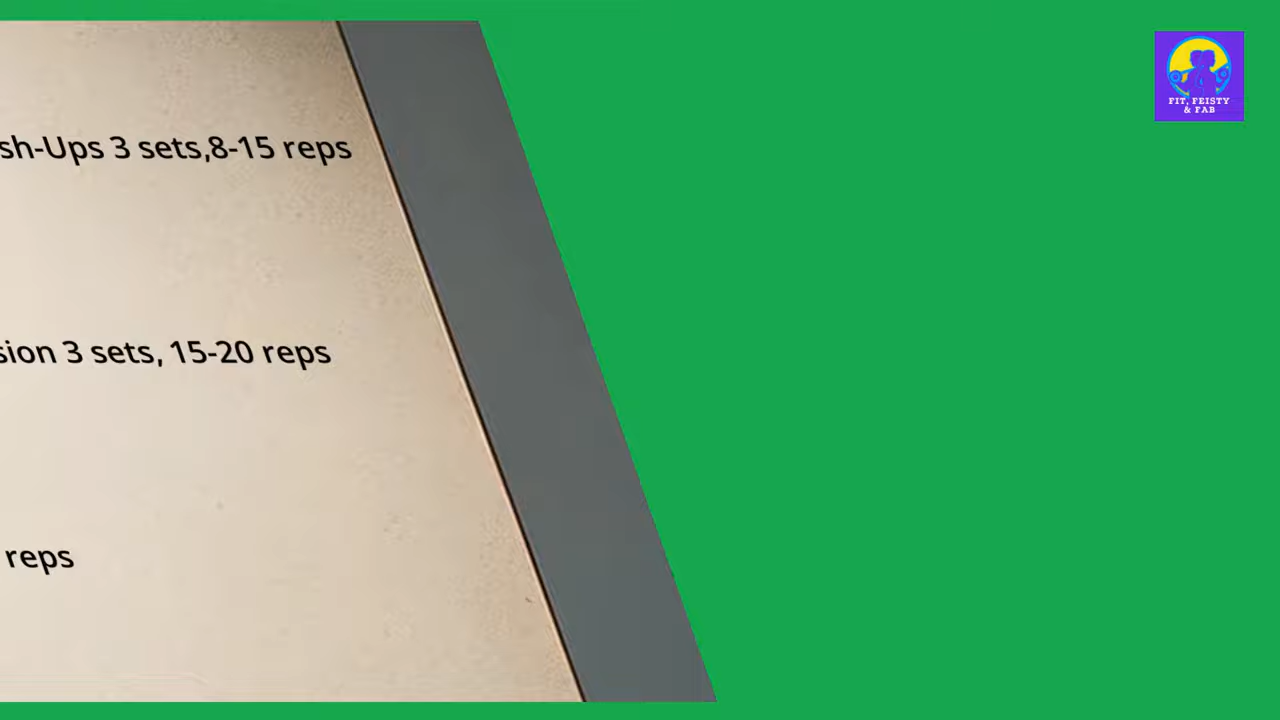 sh-Ups 3 sets,8-15 reps
sion 3 sets, 15-20 reps
reps
FIT, FEISTY
& FAB